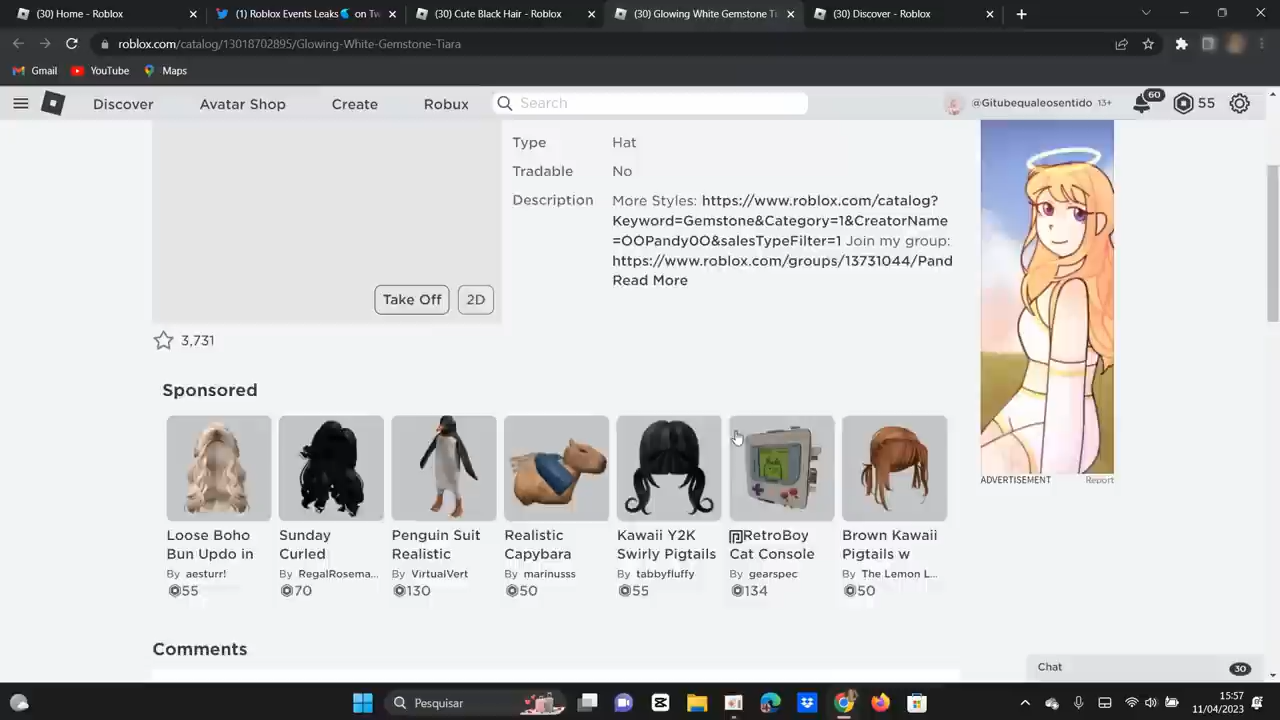 (30) Home - Roblox
(1) Roblox Events Leaks on Tw
(30) Cute Black Hair - Roblox
(30) Glowing White Gemstone Ti
(30) Discover - Roblox
roblox.com/catalog/13018702895/Glowing-White-Gemstone-Tiara
Gmail YouTube Maps
Discover Avatar Shop Create Robux Search @Gitubequaleosentido 13+ 60 55
Type Hat
Tradable No
Description More Styles: https://www.roblox.com/catalog?
Keyword=Gemstone&Category=1&CreatorName
=OOPandy0O&salesTypeFilter=1 Join my group:
https://www.roblox.com/groups/13731044/Pand
Read More
Take Off 2D
3,731
ADVERTISEMENT Report
Sponsored
Loose Boho
Bun Updo in
By aesturr!
55
Sunday
Curled
By RegalRosema...
70
Penguin Suit
Realistic
By VirtualVert
130
Realistic
Capybara
By marinusss
50
Kawaii Y2K
Swirly Pigtails
By tabbyfluffy
55
RetroBoy
Cat Console
By gearspec
134
Brown Kawaii
Pigtails w
By The Lemon L...
50
Comments
Chat 30
Pesquisar
15:57
11/04/2023